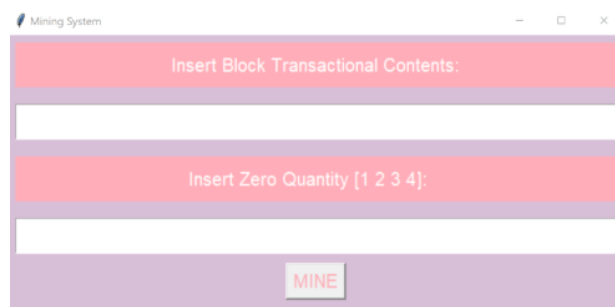 Mining System
Insert Block Transactional Contents:
Insert Zero Quantity [1 2 3 4]:
MINE